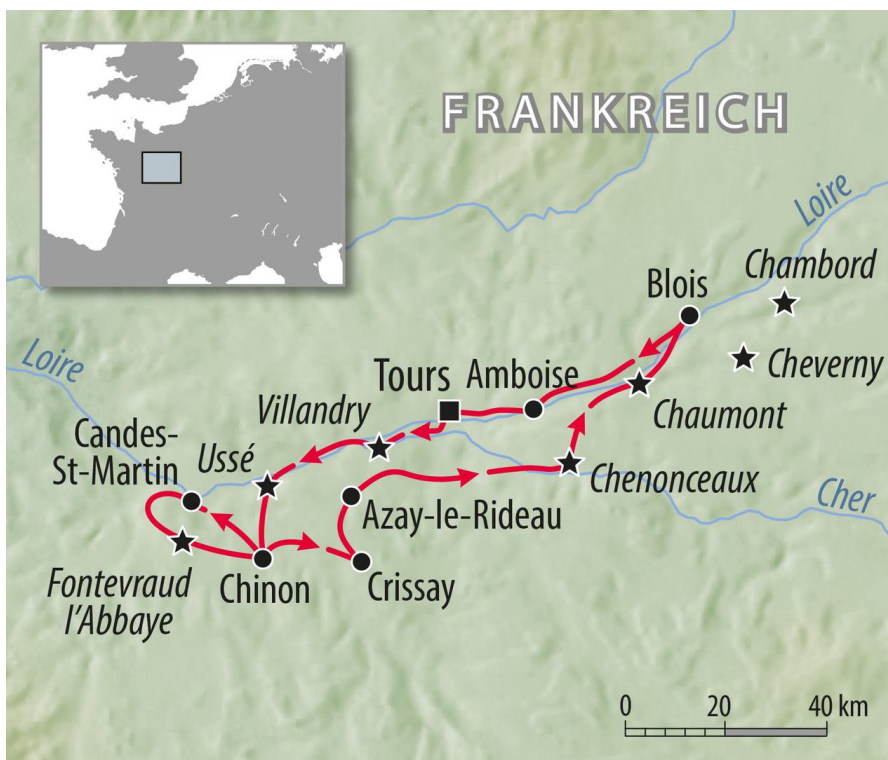 FRANKREICH
Loire
Chambord
Blois
Cheverny
Loire
Tours
Amboise
Villandry
Chaumont
Candes-
St-Martin
Ussé
Chenonceaux
Azay-le-Rideau
Cher
Fontevraud
l'Abbaye
Chinon
Crissay
0 20 40 km